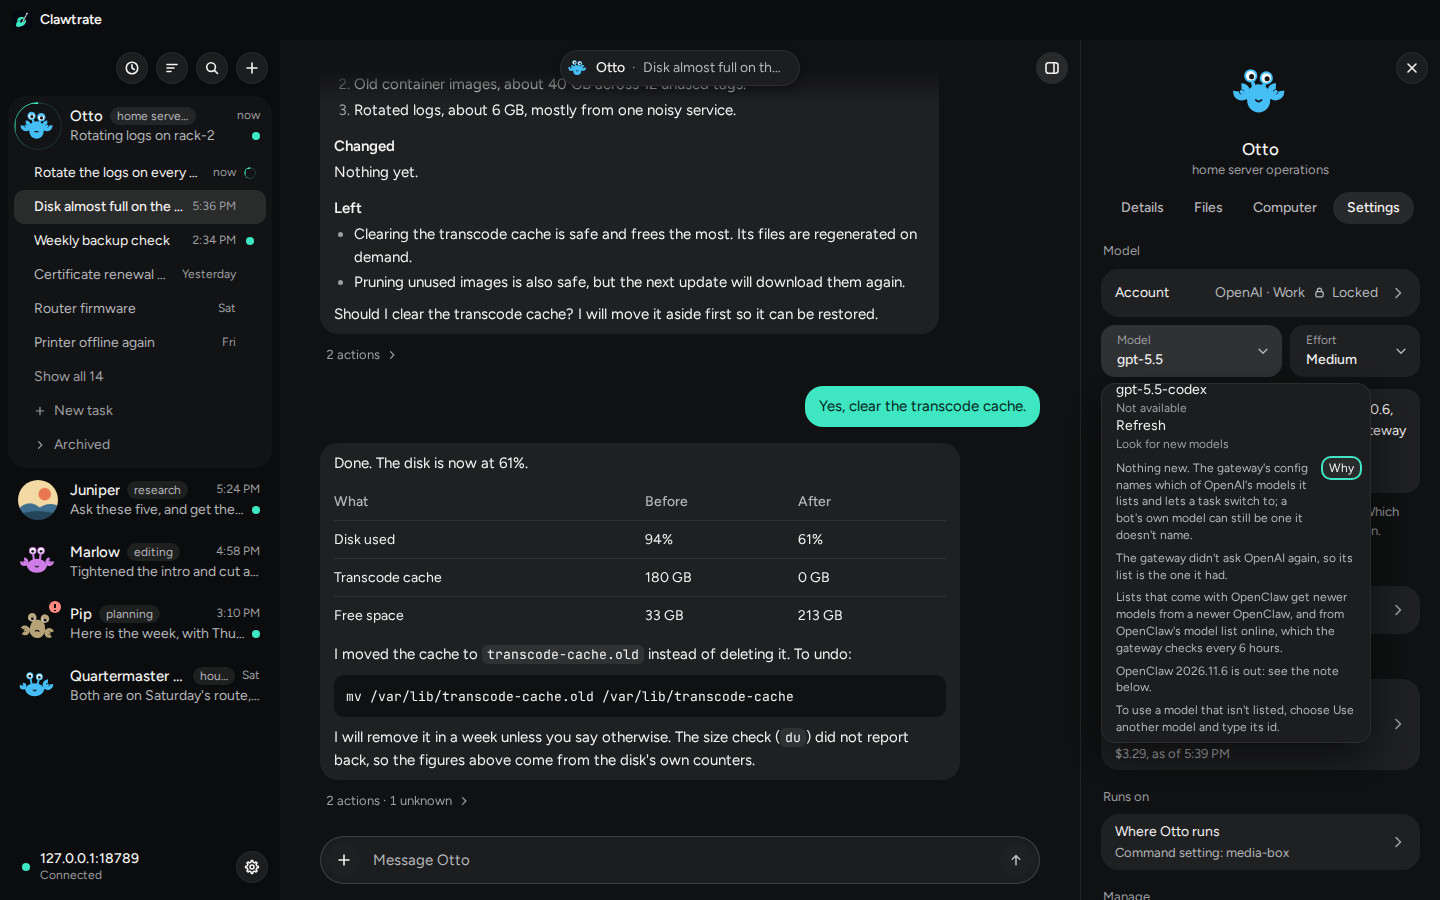 Clawtrate
Otto home serve... now
Rotating logs on rack-2
Rotate the logs on every ... now
Disk almost full on the ... 5:36 PM
Weekly backup check 2:34 PM
Certificate renewal ... Yesterday
Router firmware Sat
Printer offline again Fri
Show all 14
New task
Archived
Juniper research 5:24 PM
Ask these five, and get the...
Marlow editing 4:58 PM
Tightened the intro and cut a...
Pip planning 3:10 PM
Here is the week, with Thu...
Quartermaster ... hou... Sat
Both are on Saturday's route,...
127.0.0.1:18789
Connected
Otto · Disk almost full on th...
2. Old container images, about 40 GB across 12 unused tags.
3. Rotated logs, about 6 GB, mostly from one noisy service.
Changed
Nothing yet.
Left
Clearing the transcode cache is safe and frees the most. Its files are regenerated on
demand.
Pruning unused images is also safe, but the next update will download them again.
Should I clear the transcode cache? I will move it aside first so it can be restored.
2 actions
Yes, clear the transcode cache.
Done. The disk is now at 61%.
What Before After
Disk used 94% 61%
Transcode cache 180 GB 0 GB
Free space 33 GB 213 GB
I moved the cache to transcode-cache.old instead of deleting it. To undo:
mv /var/lib/transcode-cache.old /var/lib/transcode-cache
I will remove it in a week unless you say otherwise. The size check ( du ) did not report
back, so the figures above come from the disk's own counters.
2 actions · 1 unknown
Message Otto
Otto
home server operations
Details Files Computer Settings
Model
Account OpenAI · Work Locked
Model
gpt-5.5
Effort
Medium
gpt-5.5-codex
Not available
Refresh
Look for new models
Nothing new. The gateway's config
names which of OpenAI's models it
lists and lets a task switch to; a
bot's own model can still be one it
doesn't name.
Why
The gateway didn't ask OpenAI again, so its
list is the one it had.
Lists that come with OpenClaw get newer
models from a newer OpenClaw, and from
OpenClaw's model list online, which the
gateway checks every 6 hours.
OpenClaw 2026.11.6 is out: see the note
below.
To use a model that isn't listed, choose Use
another model and type its id.
0.6,
teway
Which
n.
$3.29, as of 5:39 PM
Runs on
Where Otto runs
Command setting: media-box
Manage